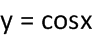 y = cosx